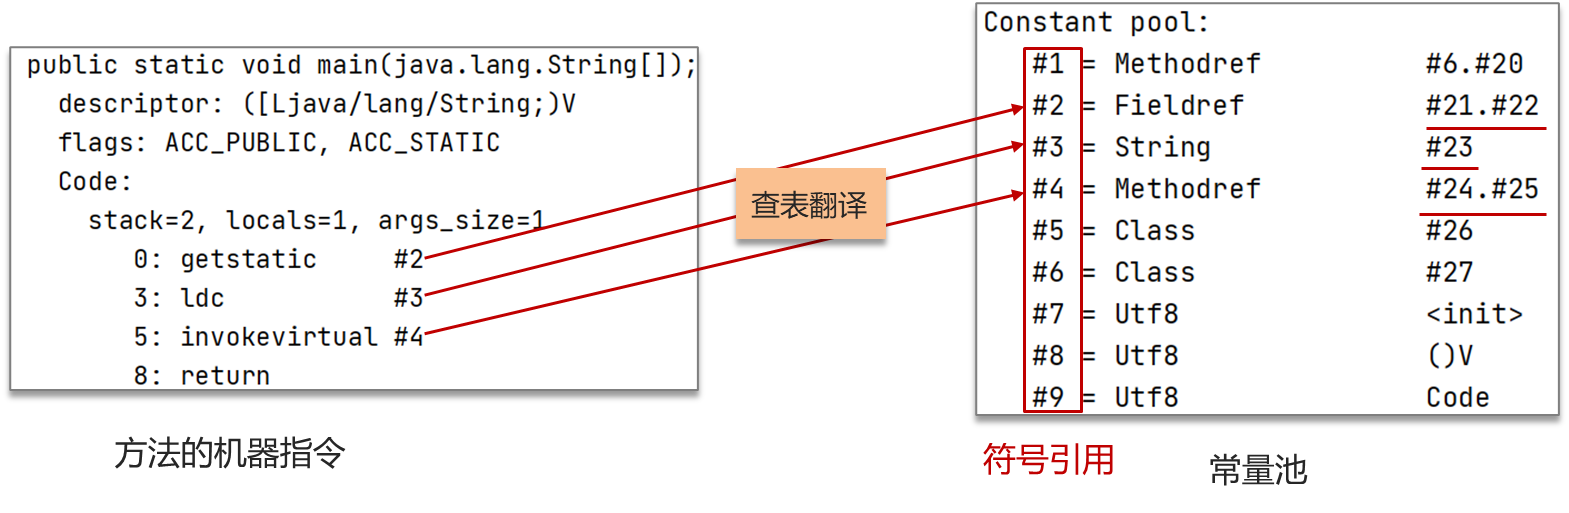 public static void main(java.lang.String[]);
descriptor: ([Ljava/lang/String;)V
flags: ACC_PUBLIC, ACC_STATIC
Code:
stack=2, locals=1, args_size=1
0: getstatic #2
3: ldc #3
5: invokevirtual #4
8: return
方法的机器指令
查表翻译
Constant pool:
#1 = Methodref #6.#20
#2 = Fieldref #21.#22
#3 = String #23
#4 = Methodref #24.#25
#5 = Class #26
#6 = Class #27
#7 = Utf8 <init>
#8 = Utf8 ()V
#9 = Utf8 Code
符号引用
常量池